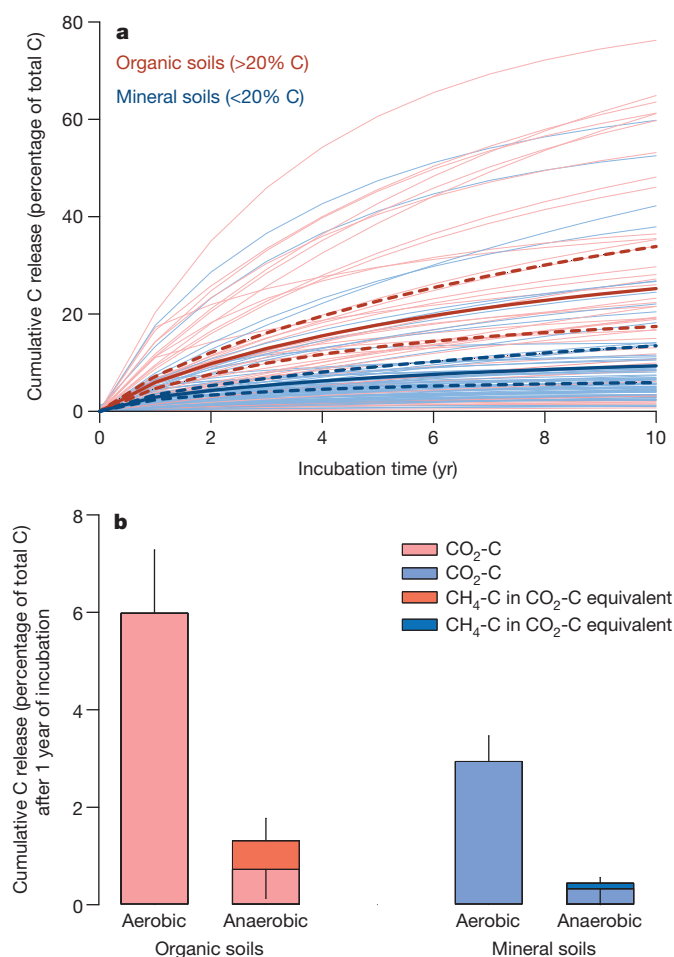 a
Organic soils (>20% C)
Mineral soils (<20% C)
Cumulative C release (percentage of total C)
80
60
40
20
0
0 2 4 6 8 10
Incubation time (yr)
b
Cumulative C release (percentage of total C)
after 1 year of incubation
8
6
4
2
0
CO₂-C
CO₂-C
CH₄-C in CO₂-C equivalent
CH₄-C in CO₂-C equivalent
Aerobic Anaerobic Aerobic Anaerobic
Organic soils Mineral soils